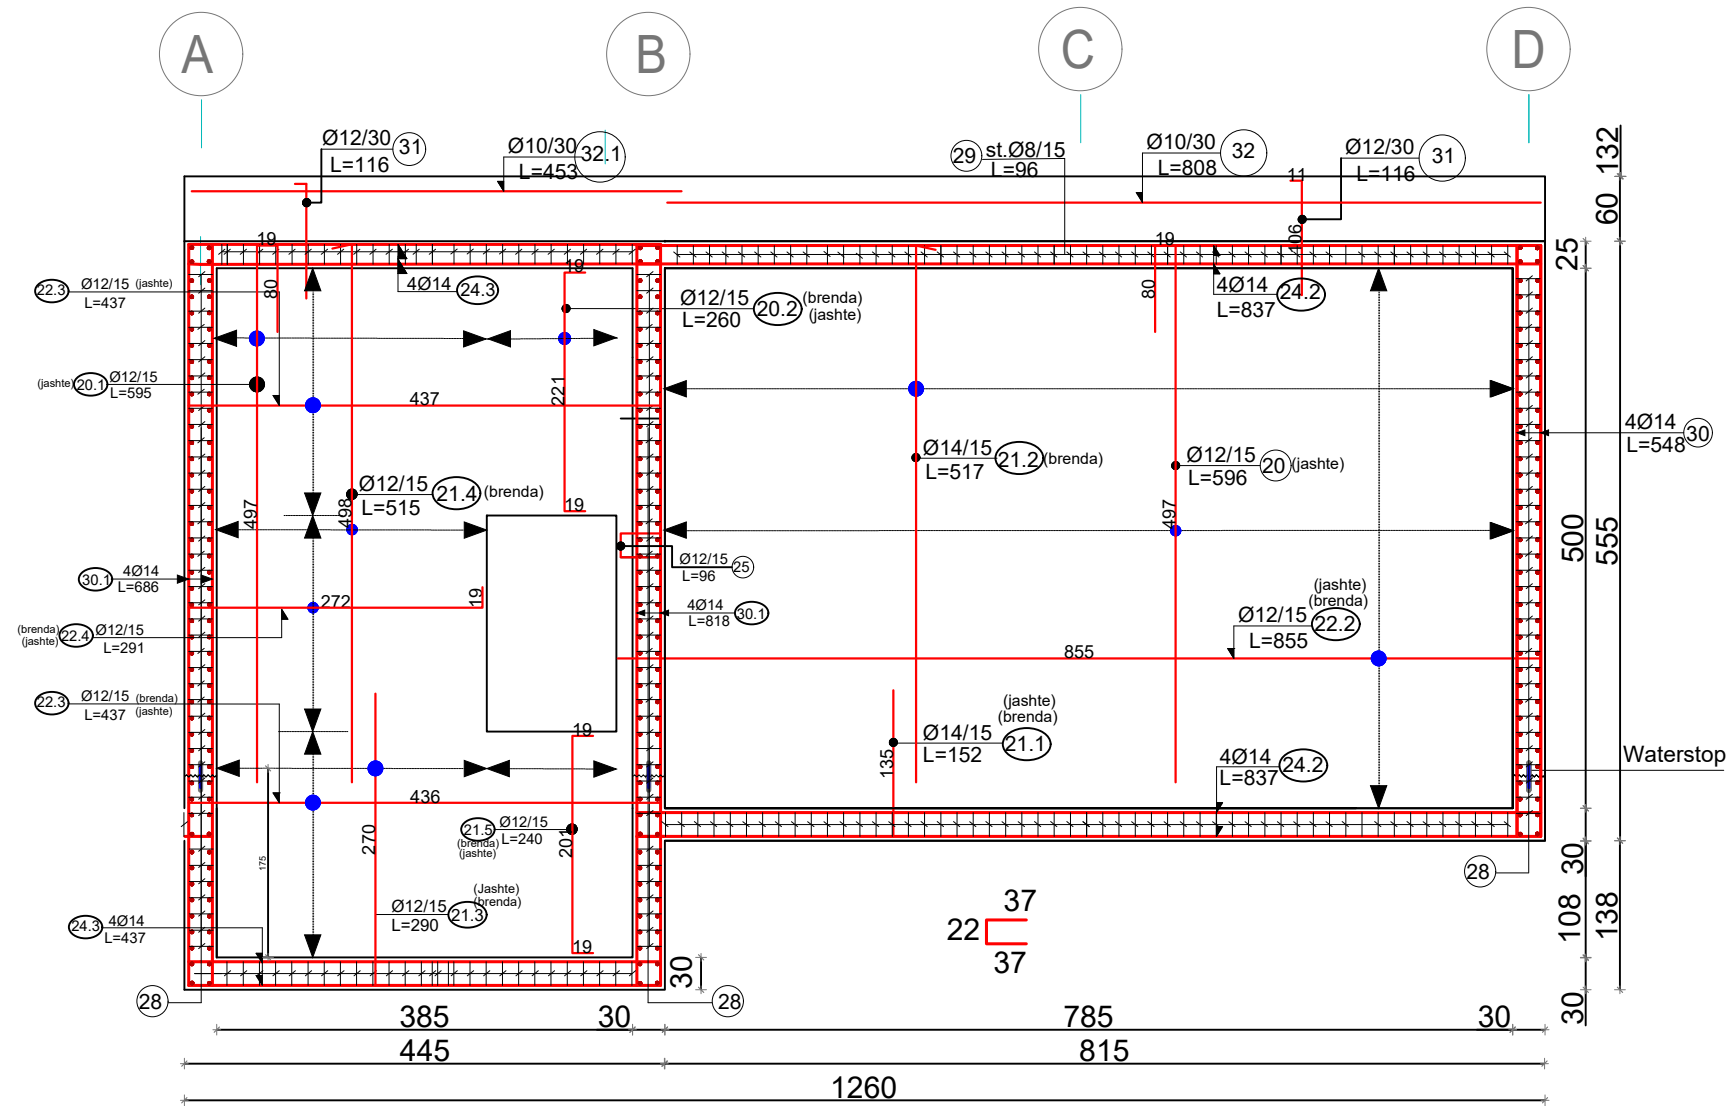 A
B
C
D
Ø12/30
L=116
31
Ø10/30
L=453
32.1
29
st.Ø8/15
L=96
Ø10/30
L=808
32
Ø12/30
L=116
31
132
60
25
11
106
19
19
19
80
80
22.3
Ø12/15 (jashte)
L=437
4Ø14
24.3
Ø12/15
L=260
20.2
(brenda)
(jashte)
4Ø14
L=837
24.2
(jashte)
20.1
Ø12/15
L=595
437
221
4Ø14
L=548
30
Ø14/15
L=517
21.2
(brenda)
Ø12/15
L=596
20
(jashte)
Ø12/15
L=515
21.4
(brenda)
497
498
19
497
500
555
30.1
4Ø14
L=686
Ø12/15
L=96
25
272
19
4Ø14
L=818
30.1
(brenda)
(jashte)
22.4
Ø12/15
L=291
(jashte)
(brenda)
Ø12/15
L=855
22.2
855
22.3
Ø12/15 (brenda)
L=437 (jashte)
19
(jashte)
(brenda)
Ø14/15
L=152
21.1
135
4Ø14
L=837
24.2
Waterstop
436
21.5
(brenda)
(jashte)
Ø12/15
L=240
201
270
175
28
30
108
138
30
(Jashte)
(brenda)
Ø12/15
L=290
21.3
24.3
4Ø14
L=437
19
37
22
37
30
28
28
385
30
785
30
445
815
1260